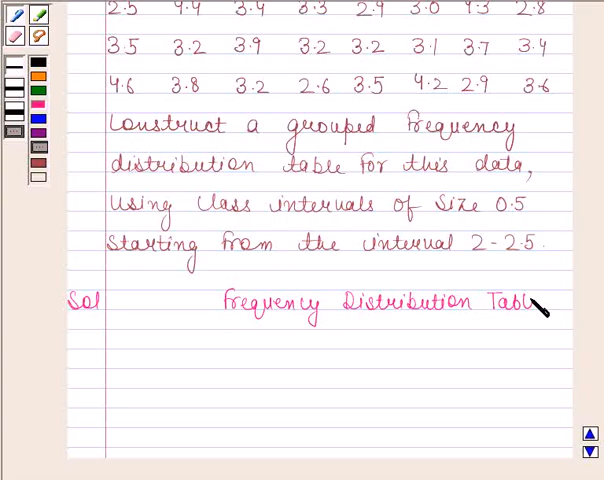 2.5 4.4 3.4 3.3 2.9 3.0 4.3 2.8
3.5 3.2 3.9 3.2 3.2 3.1 3.7 3.4
4.6 3.8 3.2 2.6 3.5 4.2 2.9 3.6
Construct a grouped frequency
distribution table for this data,
using class intervals of size 0.5
starting from the interval 2-2.5.
Sol Frequency Distribution Tabl